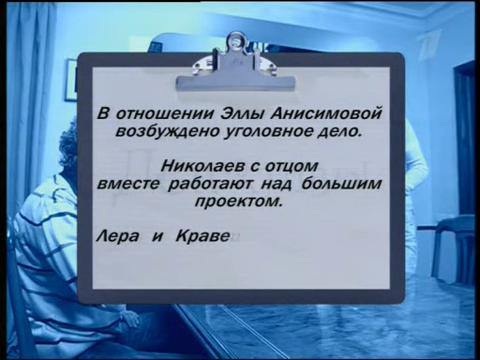 В отношении Эллы Анисимовой
возбуждено уголовное дело.
Николаев с отцом
вместе работают над большим
проектом.
Лера и Краве